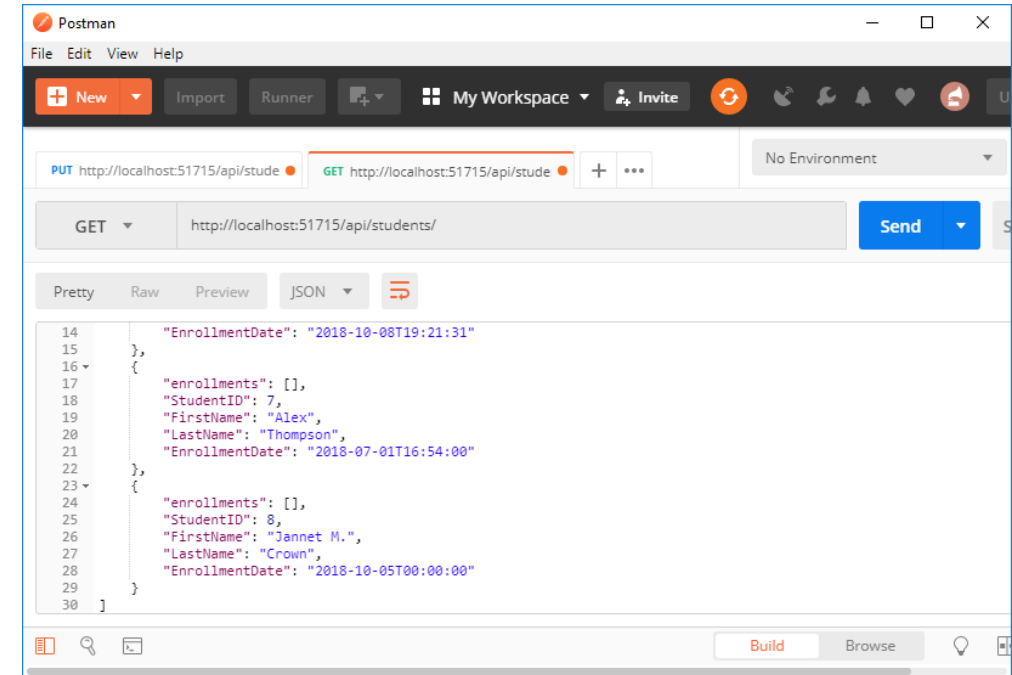 Postman
File Edit View Help
New Import Runner My Workspace Invite U
PUT http://localhost:51715/api/stude GET http://localhost:51715/api/stude + ••• No Environment
GET http://localhost:51715/api/students/ Send S
Pretty Raw Preview JSON
14 "EnrollmentDate": "2018-10-08T19:21:31"
15 },
16 {
17 "enrollments": [],
18 "StudentID": 7,
19 "FirstName": "Alex",
20 "LastName": "Thompson",
21 "EnrollmentDate": "2018-07-01T16:54:00"
22 },
23 {
24 "enrollments": [],
25 "StudentID": 8,
26 "FirstName": "Jannet M.",
27 "LastName": "Crown",
28 "EnrollmentDate": "2018-10-05T00:00:00"
29 }
30 ]
Build Browse